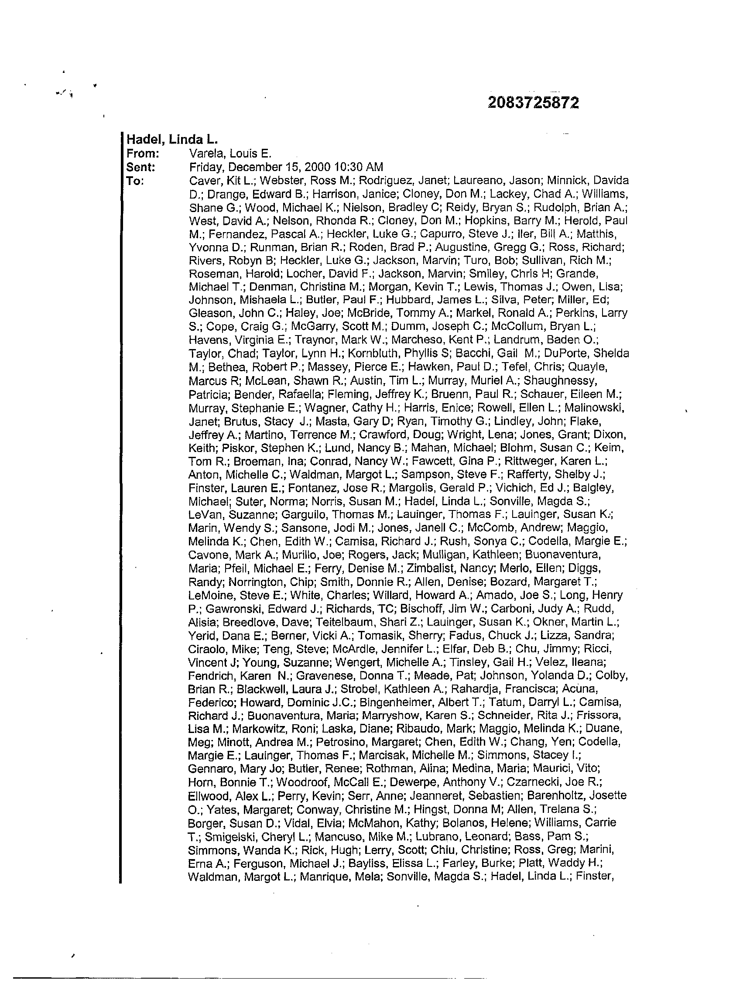 2083725872
Hadel, Linda L.
From: Varela, Louis E.
Sent: Friday, December 15, 2000 10:30 AM
To: Caver, Kit L.; Webster, Ross M.; Rodriguez, Janet; Laureano, Jason; Minnick, Davida
D.; Drange, Edward B.; Harrison, Janice; Cloney, Don M.; Lackey, Chad A.; Williams,
Shane G.; Wood, Michael K.; Nielson, Bradley C; Reidy, Bryan S.; Rudolph, Brian A.;
West, David A.; Nelson, Rhonda R.; Cloney, Don M.; Hopkins, Barry M.; Herold, Paul
M.; Fernandez, Pascal A.; Heckler, Luke G.; Capurro, Steve J.; Iler, Bill A.; Matthis,
Yvonna D.; Runman, Brian R.; Roden, Brad P.; Augustine, Gregg G.; Ross, Richard;
Rivers, Robyn B; Heckler, Luke G.; Jackson, Marvin; Turo, Bob; Sullivan, Rich M.;
Roseman, Harold; Locher, David F.; Jackson, Marvin; Smiley, Chris H; Grande,
Michael T.; Denman, Christina M.; Morgan, Kevin T.; Lewis, Thomas J.; Owen, Lisa;
Johnson, Mishaela L.; Butler, Paul F.; Hubbard, James L.; Silva, Peter; Miller, Ed;
Gleason, John C.; Haley, Joe; McBride, Tommy A.; Markel, Ronald A.; Perkins, Larry
S.; Cope, Craig G.; McGarry, Scott M.; Dumm, Joseph C.; McCollum, Bryan L.;
Havens, Virginia E.; Traynor, Mark W.; Marcheso, Kent P.; Landrum, Baden O.;
Taylor, Chad; Taylor, Lynn H.; Kornbluth, Phyllis S; Bacchi, Gail M.; DuPorte, Shelda
M.; Bethea, Robert P.; Massey, Pierce E.; Hawken, Paul D.; Tefel, Chris; Quayle,
Marcus R; McLean, Shawn R.; Austin, Tim L.; Murray, Muriel A.; Shaughnessy,
Patricia; Bender, Rafaella; Fleming, Jeffrey K.; Bruenn, Paul R.; Schauer, Eileen M.;
Murray, Stephanie E.; Wagner, Cathy H.; Harris, Enice; Rowell, Ellen L.; Malinowski,
Janet; Brutus, Stacy J.; Masta, Gary D; Ryan, Timothy G.; Lindley, John; Flake,
Jeffrey A.; Martino, Terrence M.; Crawford, Doug; Wright, Lena; Jones, Grant; Dixon,
Keith; Piskor, Stephen K.; Lund, Nancy B.; Mahan, Michael; Blohm, Susan C.; Keim,
Tom R.; Broeman, Ina; Conrad, Nancy W.; Fawcett, Gina P.; Rittweger, Karen L.;
Anton, Michelle C.; Waldman, Margot L.; Sampson, Steve F.; Rafferty, Shelby J.;
Finster, Lauren E.; Fontanez, Jose R.; Margolis, Gerald P.; Vichich, Ed J.; Balgley,
Michael; Suter, Norma; Norris, Susan M.; Hadel, Linda L.; Sonville, Magda S.;
LeVan, Suzanne; Garguilo, Thomas M.; Lauinger, Thomas F.; Lauinger, Susan K.;
Marin, Wendy S.; Sansone, Jodi M.; Jones, Janell C.; McComb, Andrew; Maggio,
Melinda K.; Chen, Edith W.; Camisa, Richard J.; Rush, Sonya C.; Codella, Margie E.;
Cavone, Mark A.; Murillo, Joe; Rogers, Jack; Mulligan, Kathleen; Buonaventura,
Maria; Pfeil, Michael E.; Ferry, Denise M.; Zimbalist, Nancy; Merlo, Ellen; Diggs,
Randy; Norrington, Chip; Smith, Donnie R.; Allen, Denise; Bozard, Margaret T.;
LeMoine, Steve E.; White, Charles; Willard, Howard A.; Amado, Joe S.; Long, Henry
P.; Gawronski, Edward J.; Richards, TC; Bischoff, Jim W.; Carboni, Judy A.; Rudd,
Alisia; Breedlove, Dave; Teitelbaum, Shari Z.; Lauinger, Susan K.; Okner, Martin L.;
Yerid, Dana E.; Berner, Vicki A.; Tomasik, Sherry; Fadus, Chuck J.; Lizza, Sandra;
Ciraolo, Mike; Teng, Steve; McArdle, Jennifer L.; Elfar, Deb B.; Chu, Jimmy; Ricci,
Vincent J; Young, Suzanne; Wengert, Michelle A.; Tinsley, Gail H.; Velez, Ileana;
Fendrich, Karen N.; Gravenese, Donna T.; Meade, Pat; Johnson, Yolanda D.; Colby,
Brian R.; Blackwell, Laura J.; Strobel, Kathleen A.; Rahardja, Francisca; Acuna,
Federico; Howard, Dominic J.C.; Bingenheimer, Albert T.; Tatum, Darryl L.; Camisa,
Richard J.; Buonaventura, Maria; Marryshow, Karen S.; Schneider, Rita J.; Frissora,
Lisa M.; Markowitz, Roni; Laska, Diane; Ribaudo, Mark; Maggio, Melinda K.; Duane,
Meg; Minott, Andrea M.; Petrosino, Margaret; Chen, Edith W.; Chang, Yen; Codella,
Margie E.; Lauinger, Thomas F.; Marcisak, Michelle M.; Simmons, Stacey I.;
Gennaro, Mary Jo; Butler, Renee; Rothman, Alina; Medina, Maria; Maurici, Vito;
Horn, Bonnie T.; Woodroof, McCall E.; Dewerpe, Anthony V.; Czarnecki, Joe R.;
Ellwood, Alex L.; Perry, Kevin; Serr, Anne; Jeanneret, Sebastien; Barenholtz, Josette
O.; Yates, Margaret; Conway, Christine M.; Hingst, Donna M; Allen, Trelana S.;
Borger, Susan D.; Vidal, Elvia; McMahon, Kathy; Bolanos, Helene; Williams, Carrie
T.; Smigelski, Cheryl L.; Mancuso, Mike M.; Lubrano, Leonard; Bass, Pam S.;
Simmons, Wanda K.; Rick, Hugh; Lerry, Scott; Chiu, Christine; Ross, Greg; Marini,
Erna A.; Ferguson, Michael J.; Bayliss, Elissa L.; Farley, Burke; Platt, Waddy H.;
Waldman, Margot L.; Manrique, Mela; Sonville, Magda S.; Hadel, Linda L.; Finster,